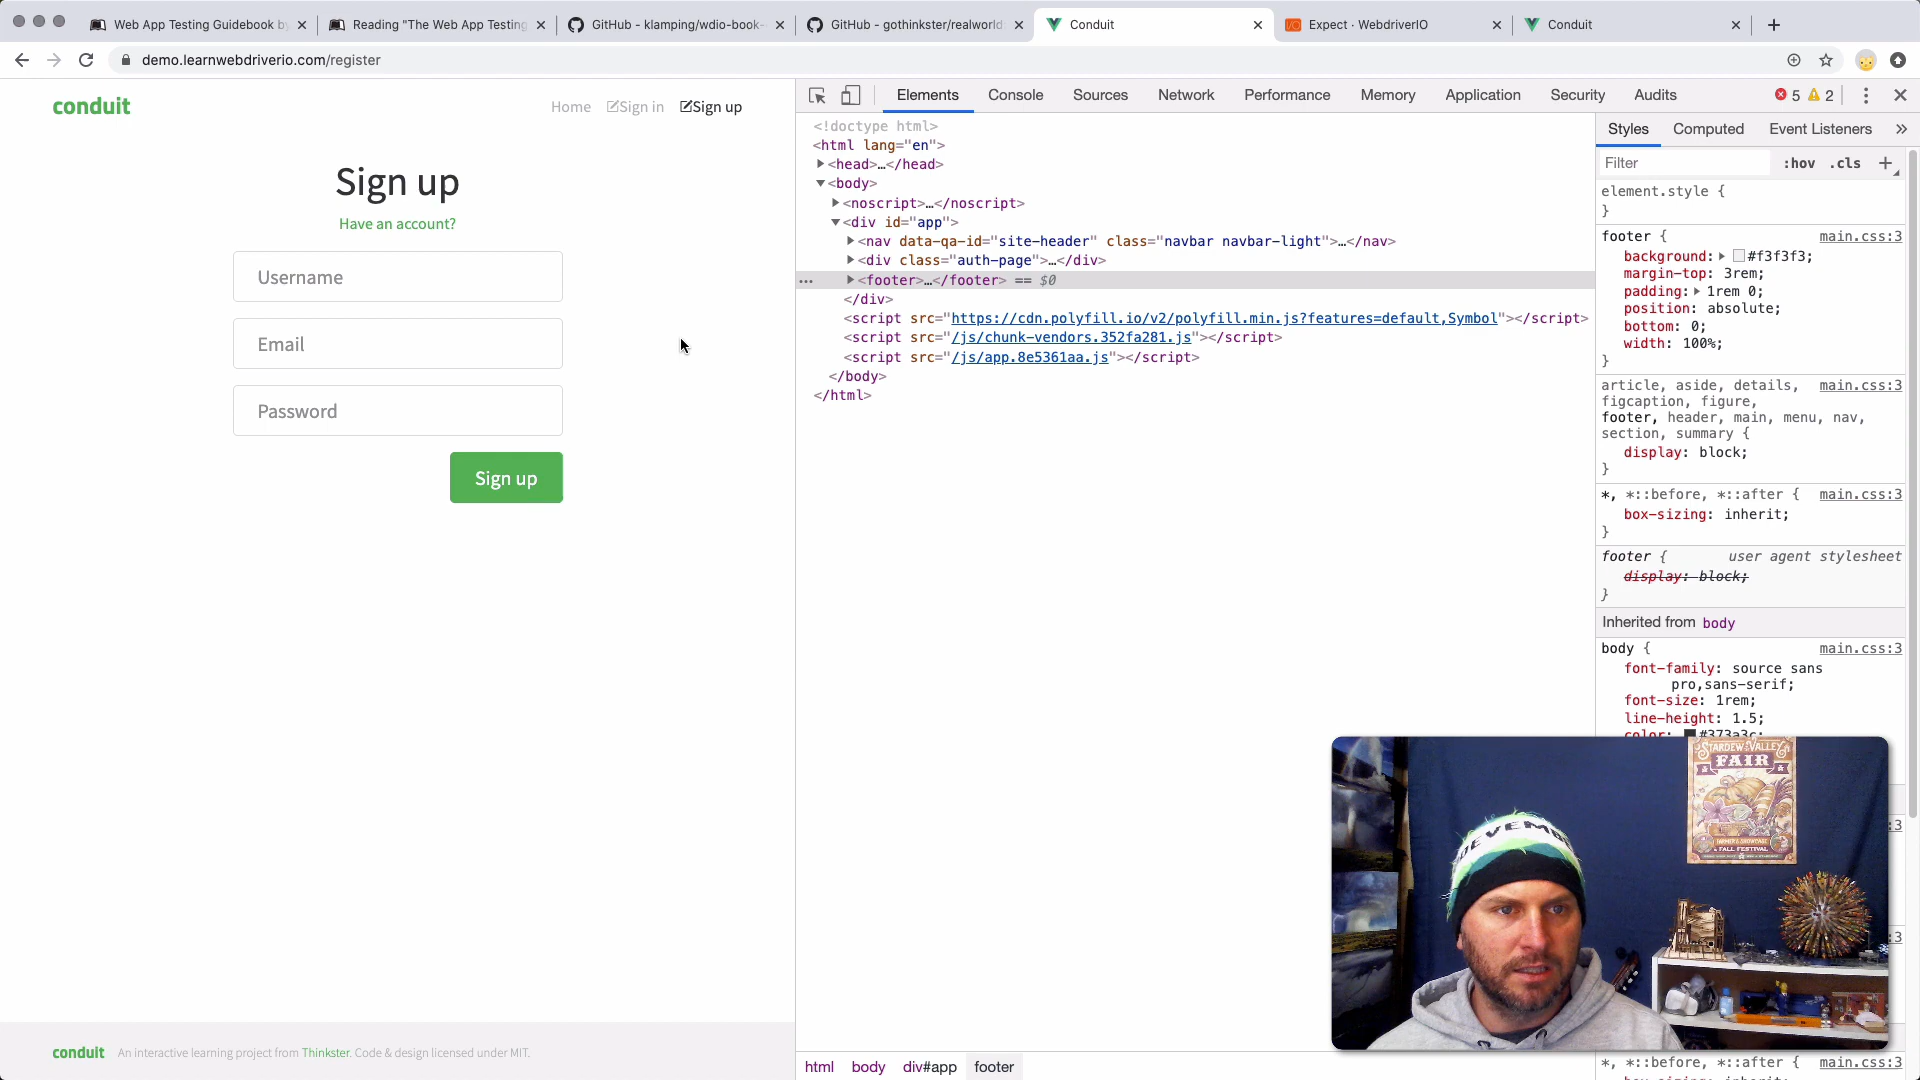 Web App Testing Guidebook by
Reading "The Web App Testing
GitHub - klamping/wdio-book-
GitHub - gothinkster/realworld:
Conduit
Expect · WebdriverIO
Conduit
demo.learnwebdriverio.com/register
conduit
Home Sign in Sign up
Sign up
Have an account?
Username
Email
Password
Sign up
conduit An interactive learning project from Thinkster. Code & design licensed under MIT.
Elements Console Sources Network Performance Memory Application Security Audits 5 2
<!doctype html>
<html lang="en">
<head>…</head>
<body>
<noscript>…</noscript>
<div id="app">
<nav data-qa-id="site-header" class="navbar navbar-light">…</nav>
<div class="auth-page">…</div>
<footer>…</footer> == $0
</div>
<script src="https://cdn.polyfill.io/v2/polyfill.min.js?features=default,Symbol"></script>
<script src="/js/chunk-vendors.352fa281.js"></script>
<script src="/js/app.8e5361aa.js"></script>
</body>
</html>
html body div#app footer
Styles Computed Event Listeners »
Filter :hov .cls +
element.style {
}
footer { main.css:3
background: #f3f3f3;
margin-top: 3rem;
padding: 1rem 0;
position: absolute;
bottom: 0;
width: 100%;
}
article, aside, details, main.css:3
figcaption, figure,
footer, header, main, menu, nav,
section, summary {
display: block;
}
*, *::before, *::after { main.css:3
box-sizing: inherit;
}
footer { user agent stylesheet
display: block;
}
Inherited from body
body { main.css:3
font-family: source sans
pro,sans-serif;
font-size: 1rem;
line-height: 1.5;
color: #373a3c;
STARDEW VALLEY
FAIR
& FALL FESTIVAL
:3
:3
:3
*, *::before, *::after { main.css:3